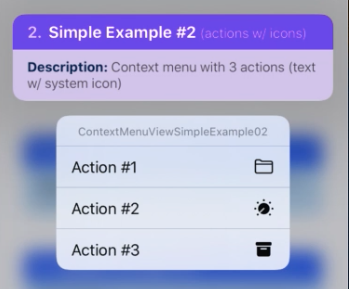 2. Simple Example #2 (actions w/ icons)
Description: Context menu with 3 actions (text
w/ system icon)
ContextMenuViewSimpleExample02
Action #1
Action #2
Action #3